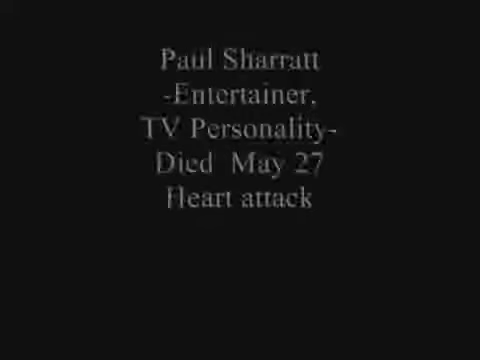 Paul Sharratt
-Entertainer,
TV Personality-
Died  May 27
Heart attack